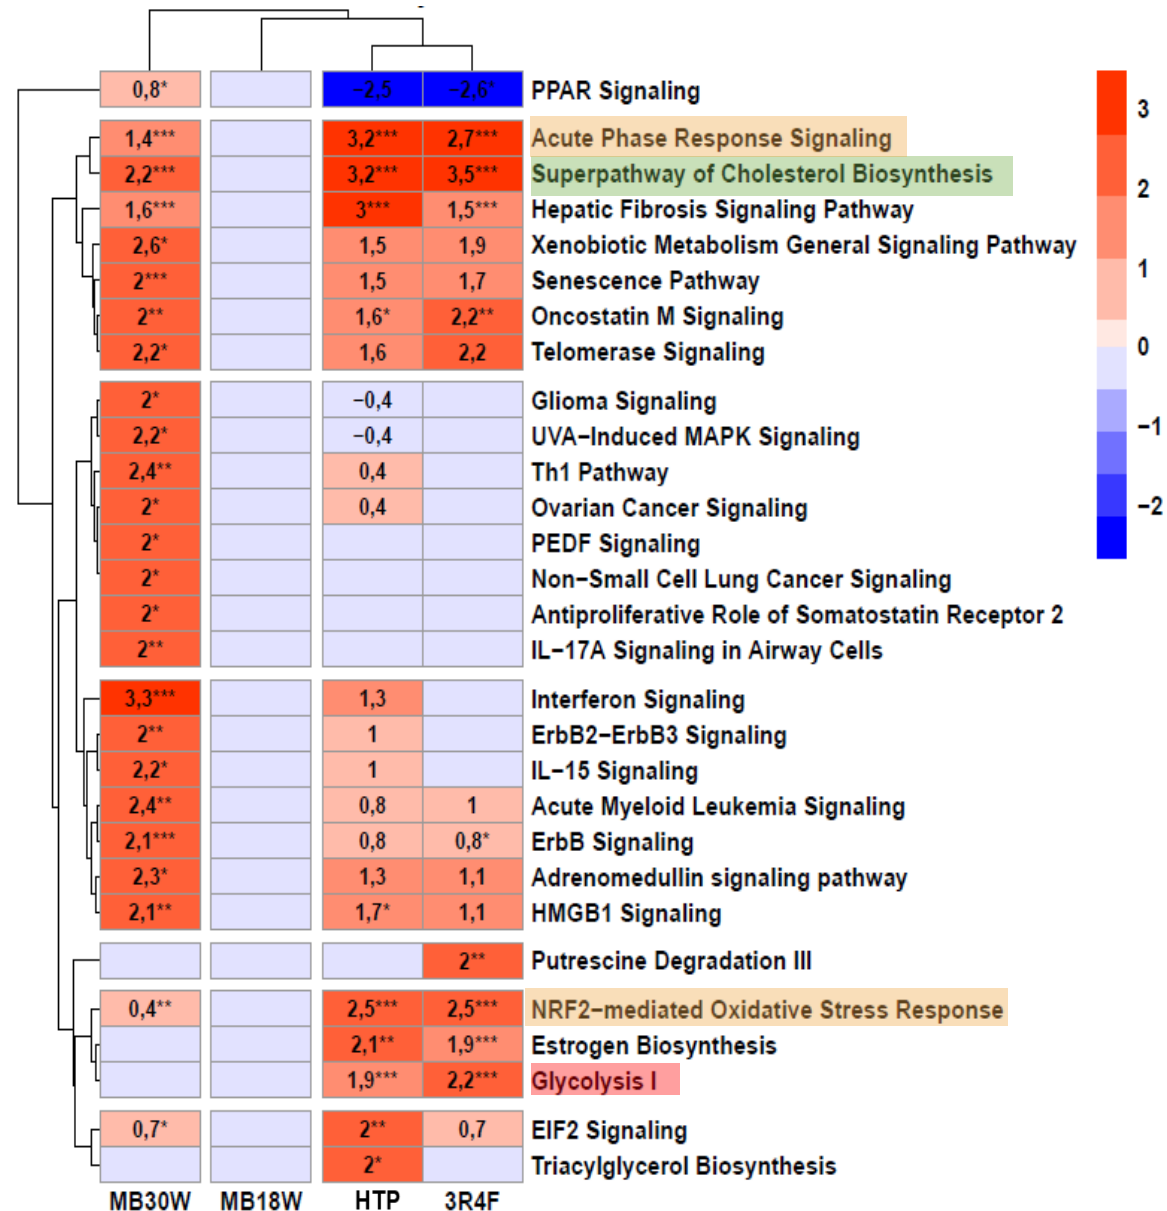 0,8* −2,5 −2,6* PPAR Signaling
1,4*** 3,2*** 2,7*** Acute Phase Response Signaling
2,2*** 3,2*** 3,5*** Superpathway of Cholesterol Biosynthesis
1,6*** 3*** 1,5*** Hepatic Fibrosis Signaling Pathway
2,6* 1,5 1,9 Xenobiotic Metabolism General Signaling Pathway
2*** 1,5 1,7 Senescence Pathway
2** 1,6* 2,2** Oncostatin M Signaling
2,2* 1,6 2,2 Telomerase Signaling
2* −0,4 Glioma Signaling
2,2* −0,4 UVA−Induced MAPK Signaling
2,4** 0,4 Th1 Pathway
2* 0,4 Ovarian Cancer Signaling
2* PEDF Signaling
2* Non−Small Cell Lung Cancer Signaling
2* Antiproliferative Role of Somatostatin Receptor 2
2** IL−17A Signaling in Airway Cells
3,3*** 1,3 Interferon Signaling
2** 1 ErbB2−ErbB3 Signaling
2,2* 1 IL−15 Signaling
2,4** 0,8 1 Acute Myeloid Leukemia Signaling
2,1*** 0,8 0,8* ErbB Signaling
2,3* 1,3 1,1 Adrenomedullin signaling pathway
2,1** 1,7* 1,1 HMGB1 Signaling
2** Putrescine Degradation III
0,4** 2,5*** 2,5*** NRF2−mediated Oxidative Stress Response
2,1** 1,9*** Estrogen Biosynthesis
1,9*** 2,2*** Glycolysis I
0,7* 2** 0,7 EIF2 Signaling
2* Triacylglycerol Biosynthesis
MB30W MB18W HTP 3R4F
3
2
1
0
−1
−2